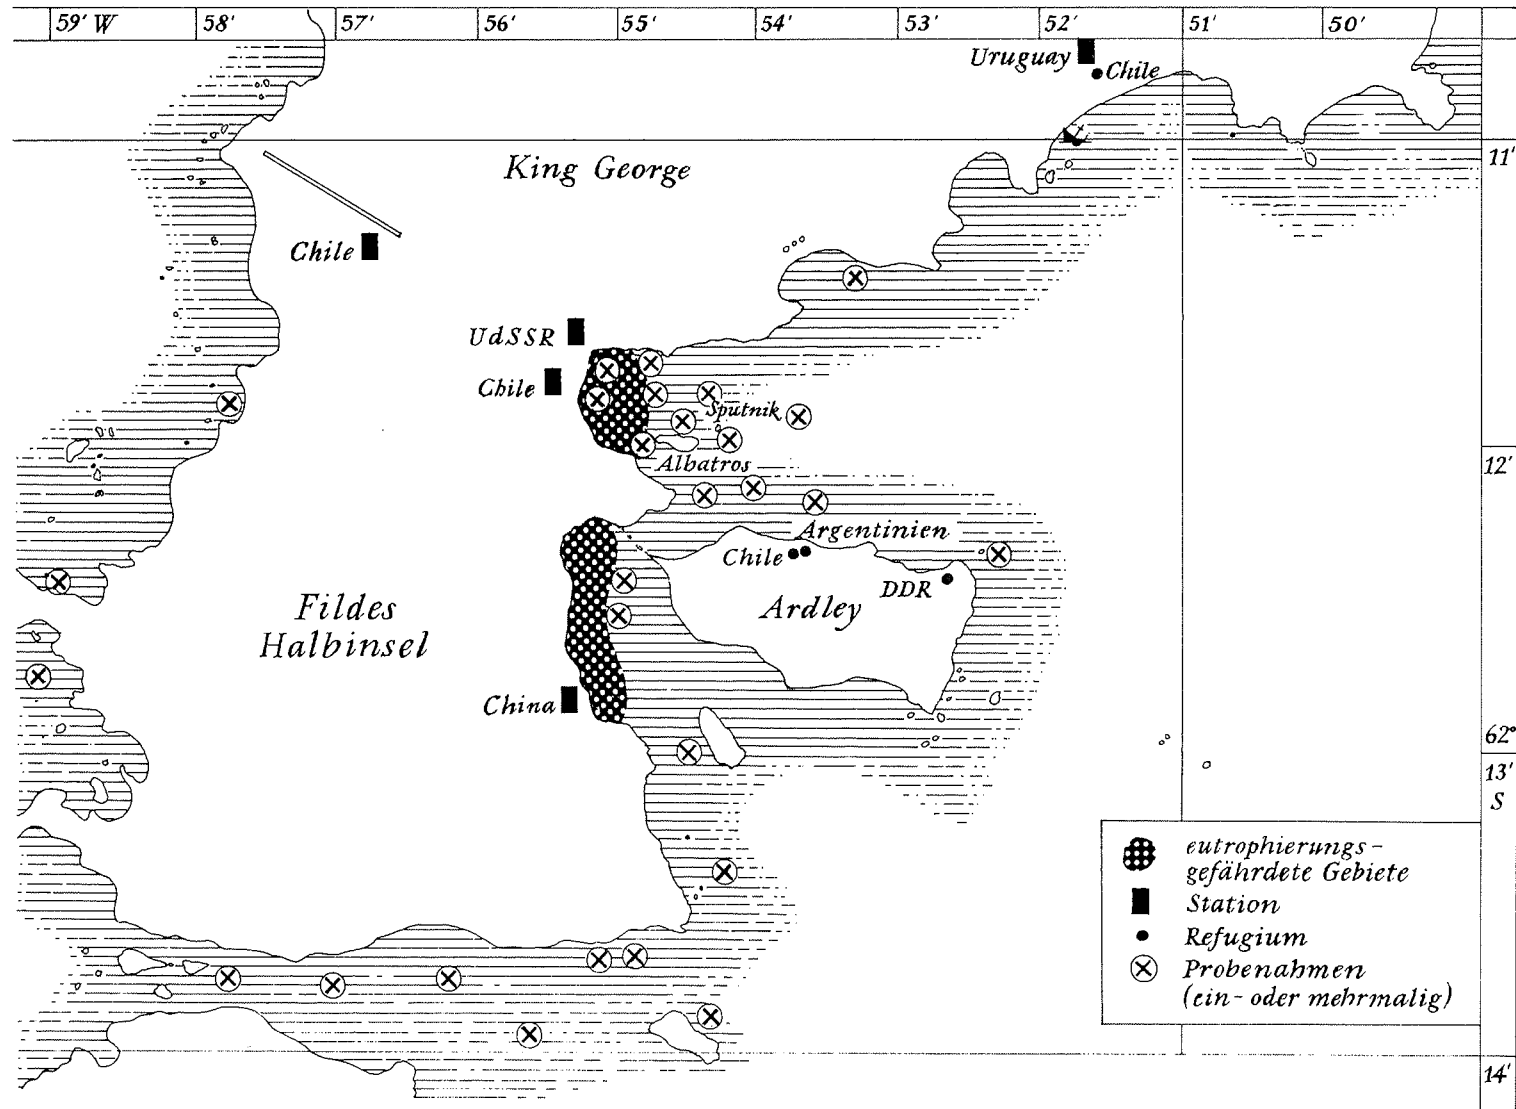 59' W 58' 57' 56' 55' 54' 53' 52' 51' 50'
Uruguay
Chile
11'
King George
Chile
UdSSR
Chile
Sputnik
Albatros
12'
Argentinien
Chile
DDR
Ardley
Fildes
Halbinsel
China
62°
13'
S
eutrophierungs-
gefährdete Gebiete
Station
Refugium
Probenahmen
(ein- oder mehrmalig)
14'